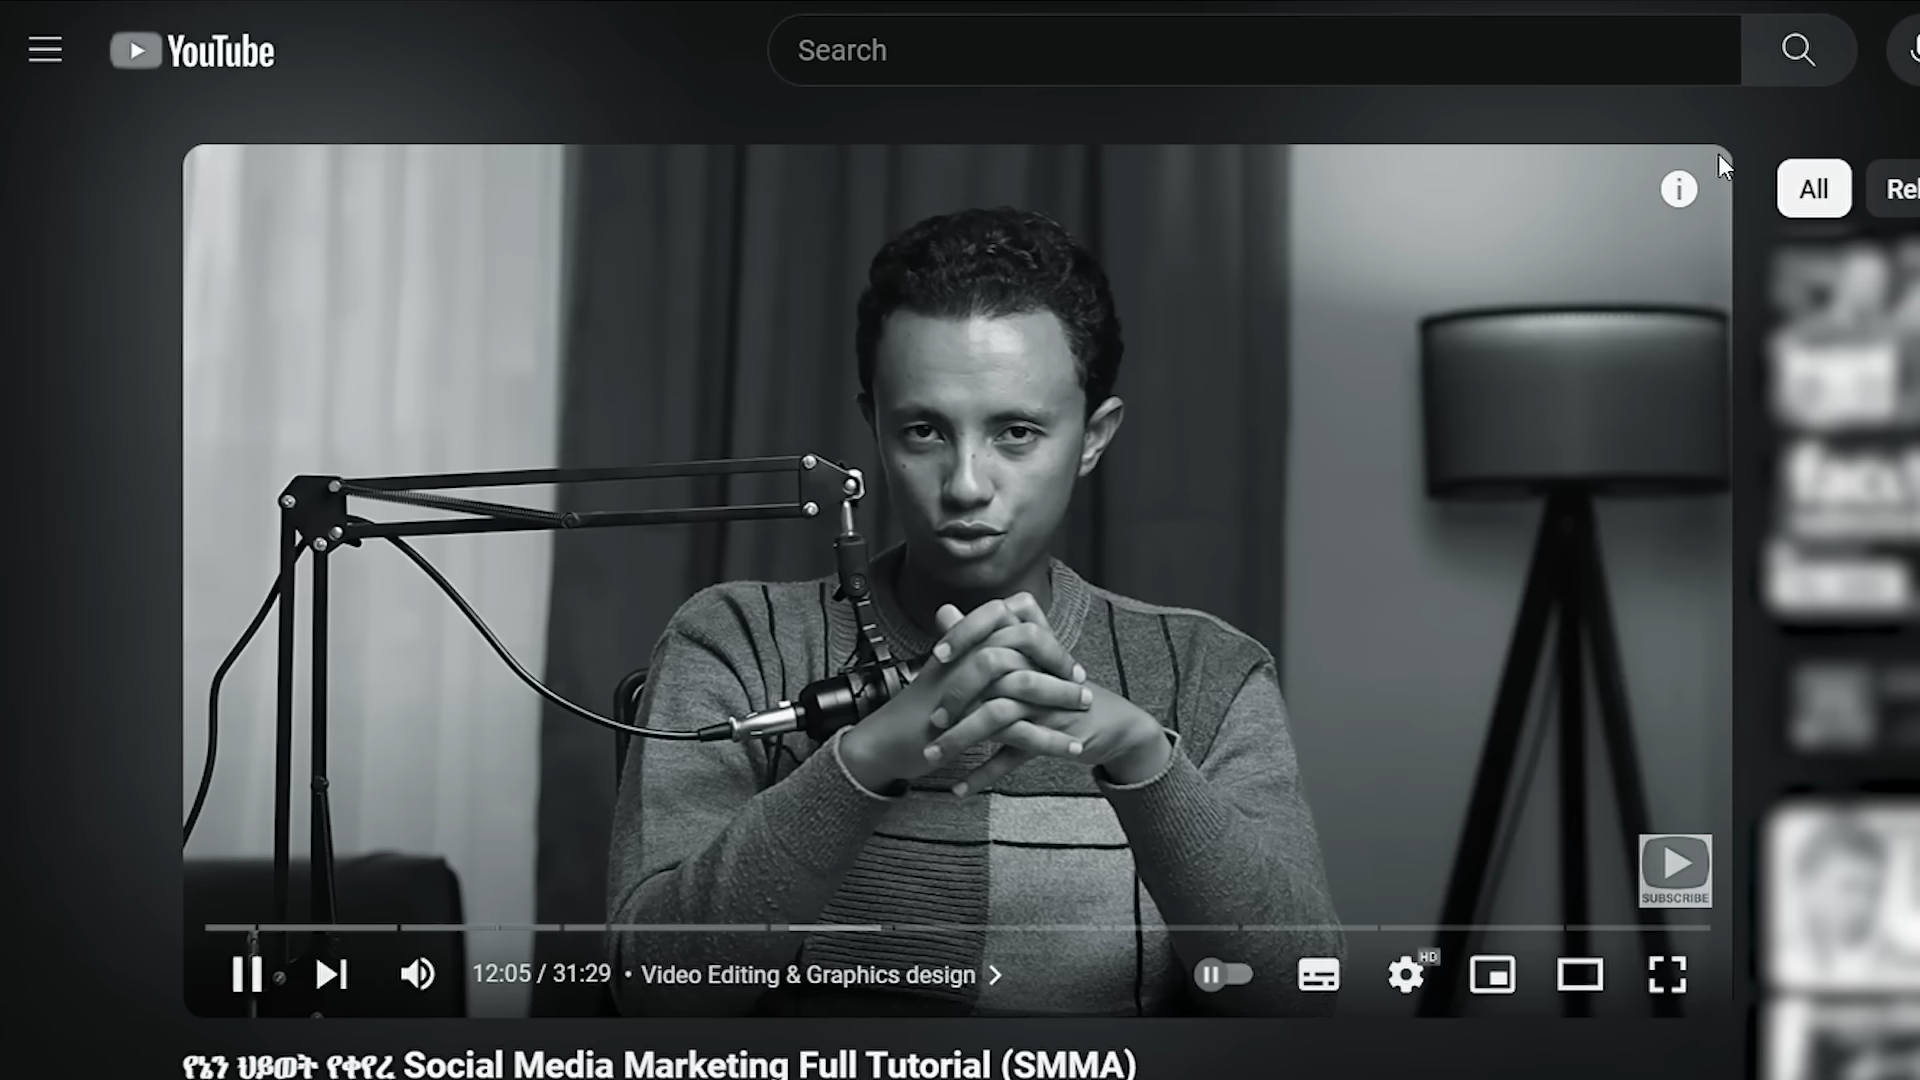 YouTube
Search
All
Rel
SUBSCRIBE
HD
12:05 / 31:29 • Video Editing & Graphics design
የኔን ህይወት የቀየረ Social Media Marketing Full Tutorial (SMMA)